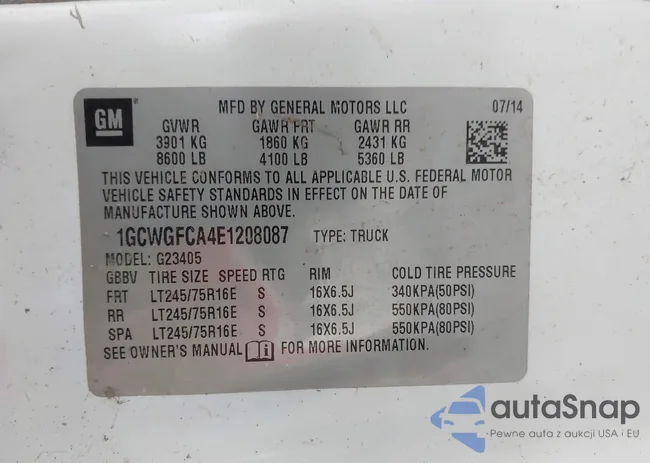 GM
MFD BY GENERAL MOTORS LLC 07/14
GVWR GAWR FRT GAWR RR
3901 KG 1860 KG 2431 KG
8600 LB 4100 LB 5360 LB
THIS VEHICLE CONFORMS TO ALL APPLICABLE U.S. FEDERAL MOTOR
VEHICLE SAFETY STANDARDS IN EFFECT ON THE DATE OF
MANUFACTURE SHOWN ABOVE.
1GCWGFCA4E1208087 TYPE: TRUCK
MODEL: G23405
GBBV TIRE SIZE SPEED RTG RIM COLD TIRE PRESSURE
FRT LT245/75R16E S 16X6.5J 340KPA(50PSI)
RR LT245/75R16E S 16X6.5J 550KPA(80PSI)
SPA LT245/75R16E S 16X6.5J 550KPA(80PSI)
SEE OWNER'S MANUAL FOR MORE INFORMATION.
autaSnap
Pewne auta z aukcji USA i EU